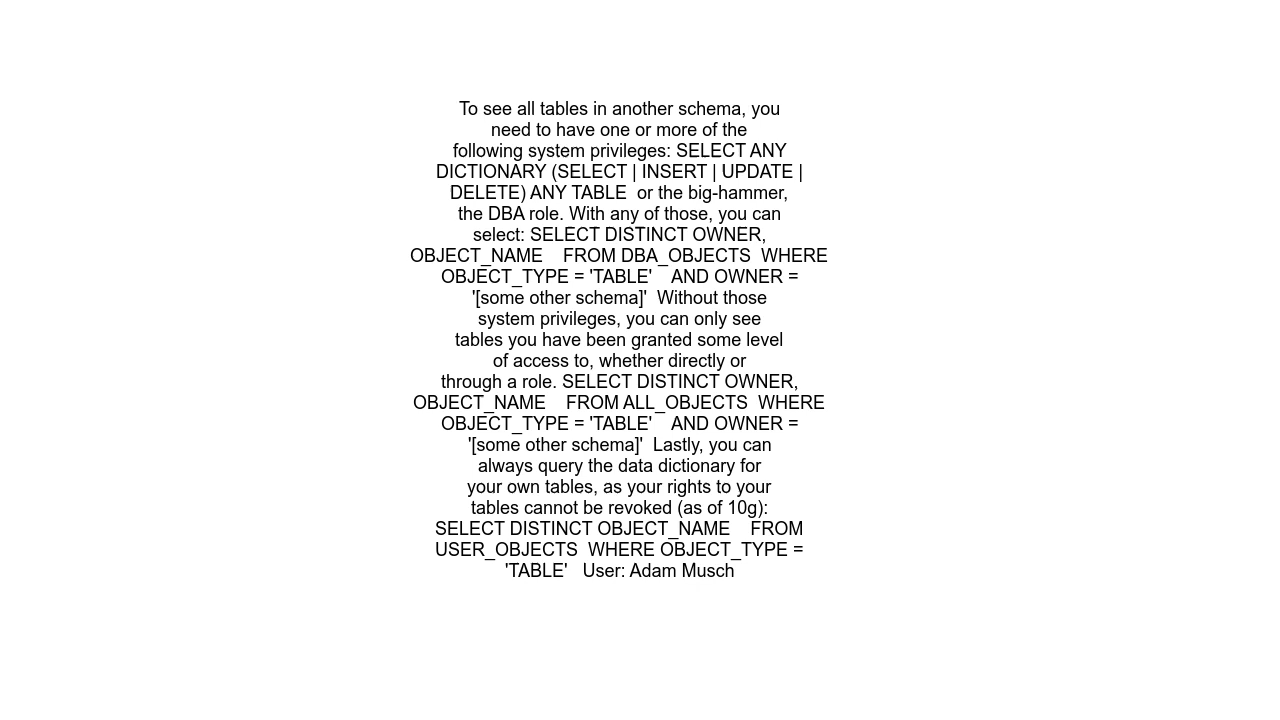 To see all tables in another schema, you
need to have one or more of the
following system privileges: SELECT ANY
DICTIONARY (SELECT | INSERT | UPDATE |
DELETE) ANY TABLE  or the big-hammer,
the DBA role. With any of those, you can
select: SELECT DISTINCT OWNER,
OBJECT_NAME    FROM DBA_OBJECTS  WHERE
OBJECT_TYPE = 'TABLE'    AND OWNER =
'[some other schema]'  Without those
system privileges, you can only see
tables you have been granted some level
of access to, whether directly or
through a role. SELECT DISTINCT OWNER,
OBJECT_NAME    FROM ALL_OBJECTS  WHERE
OBJECT_TYPE = 'TABLE'    AND OWNER =
'[some other schema]'  Lastly, you can
always query the data dictionary for
your own tables, as your rights to your
tables cannot be revoked (as of 10g):
SELECT DISTINCT OBJECT_NAME    FROM
USER_OBJECTS  WHERE OBJECT_TYPE =
'TABLE'   User: Adam Musch